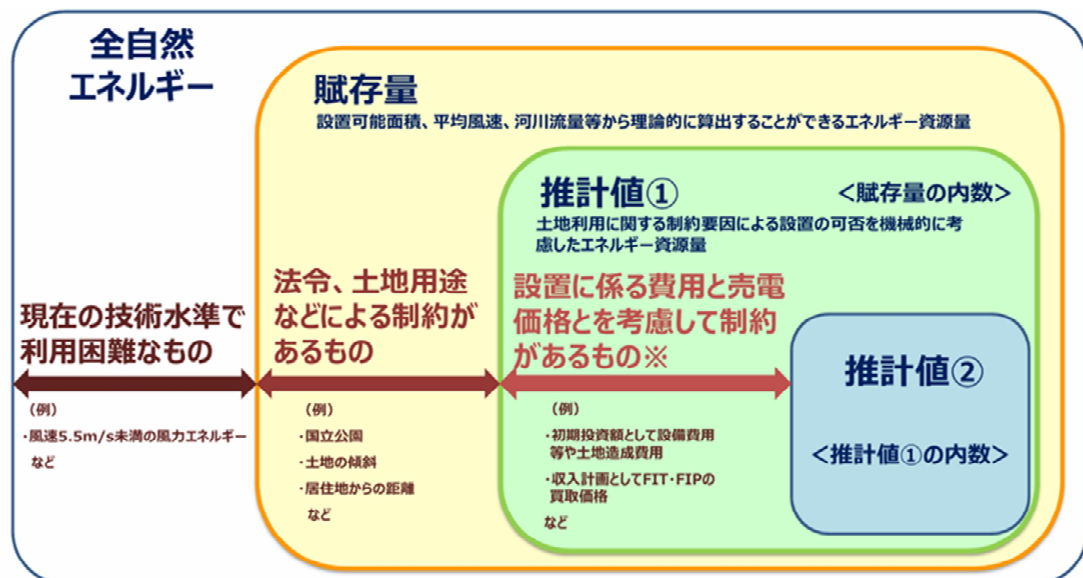 全自然
エネルギー
賦存量
設置可能面積、平均風速、河川流量等から理論的に算出することができるエネルギー資源量
推計値①
<賦存量の内数>
土地利用に関する制約要因による設置の可否を機械的に考
慮したエネルギー資源量
現在の技術水準で
利用困難なもの
（例）
・風速5.5m/s未満の風力エネルギー
など
法令、土地用途
などによる制約が
あるもの
（例）
・国立公園
・土地の傾斜
・居住地からの距離
など
設置に係る費用と売電
価格とを考慮して制約
があるもの※
（例）
・初期投資額として設備費用
等や土地造成費用
・収入計画としてFIT・FIPの
買取価格
など
推計値②
<推計値①の内数>